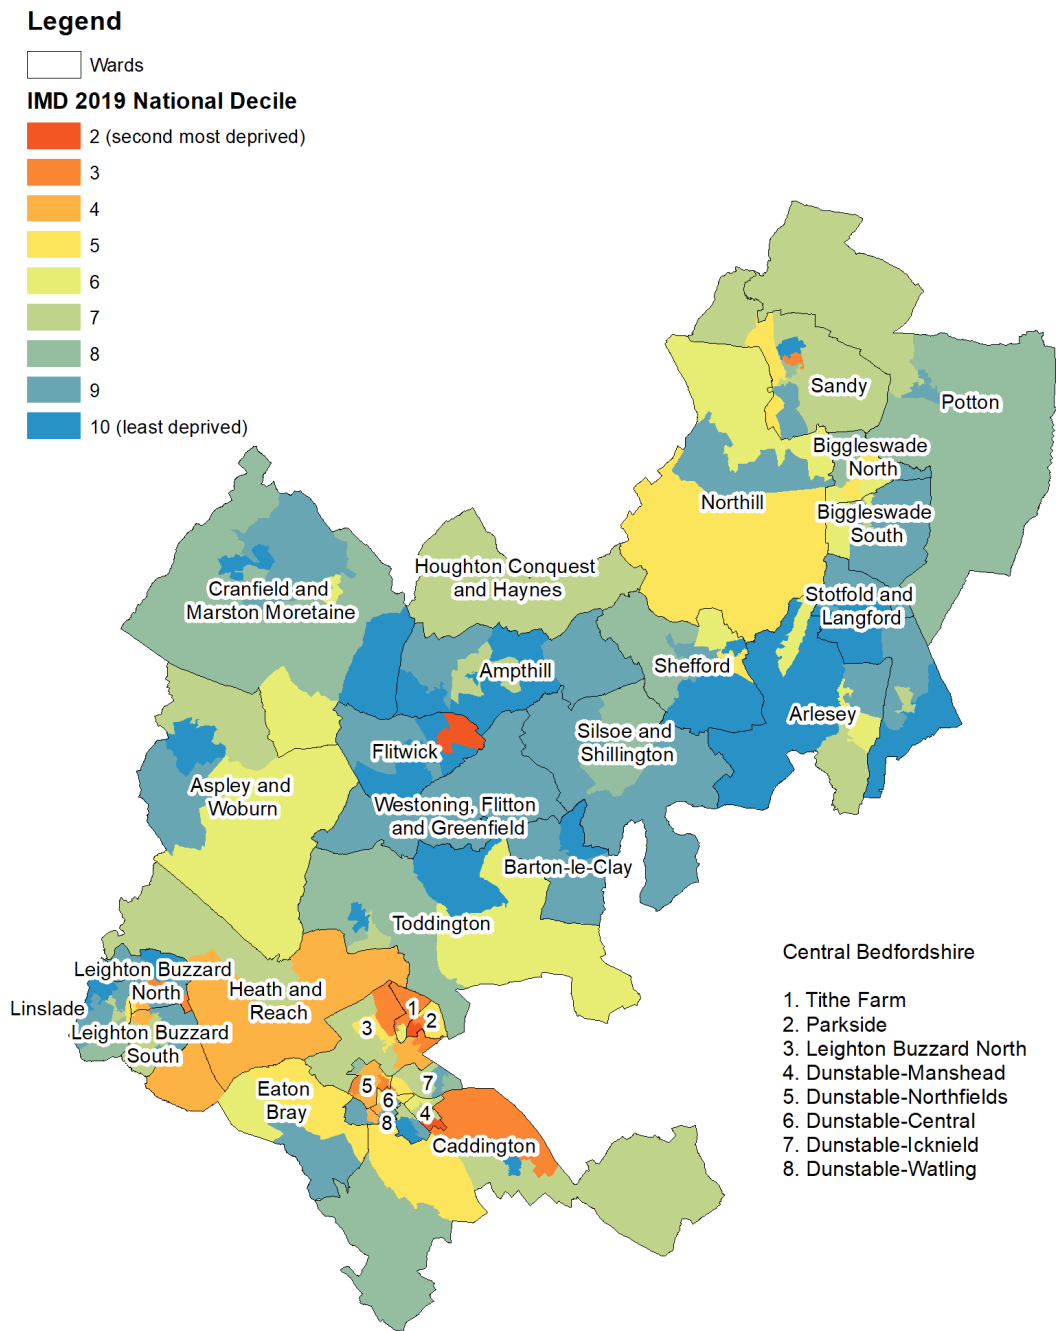 Legend
Wards
IMD 2019 National Decile
2 (second most deprived)
3
4
5
6
7
8
9
10 (least deprived)
Sandy
Potton
Biggleswade
North
Northill
Biggleswade
South
Houghton Conquest
and Haynes
Cranfield and
Marston Moretaine
Stotfold and
Langford
Ampthill
Shefford
Arlesey
Flitwick
Silsoe and
Shillington
Aspley and
Woburn
Westoning, Flitton
and Greenfield
Barton-le-Clay
Toddington
Leighton Buzzard
North
Heath and
Reach
Linslade
Leighton Buzzard
South
1
2
3
Eaton
Bray
5
6
7
4
8
Caddington
Central Bedfordshire
1. Tithe Farm
2. Parkside
3. Leighton Buzzard North
4. Dunstable-Manshead
5. Dunstable-Northfields
6. Dunstable-Central
7. Dunstable-Icknield
8. Dunstable-Watling